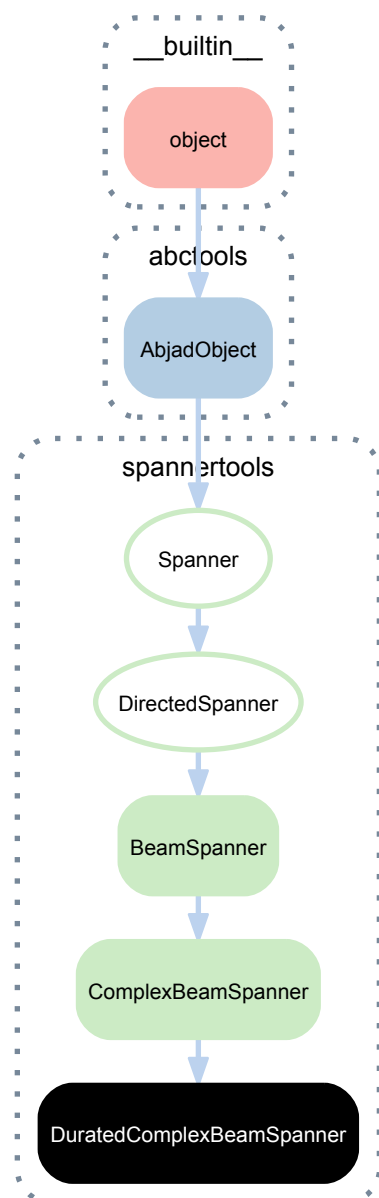 __builtin__
object
abctools
AbjadObject
spannertools
Spanner
DirectedSpanner
BeamSpanner
ComplexBeamSpanner
DuratedComplexBeamSpanner